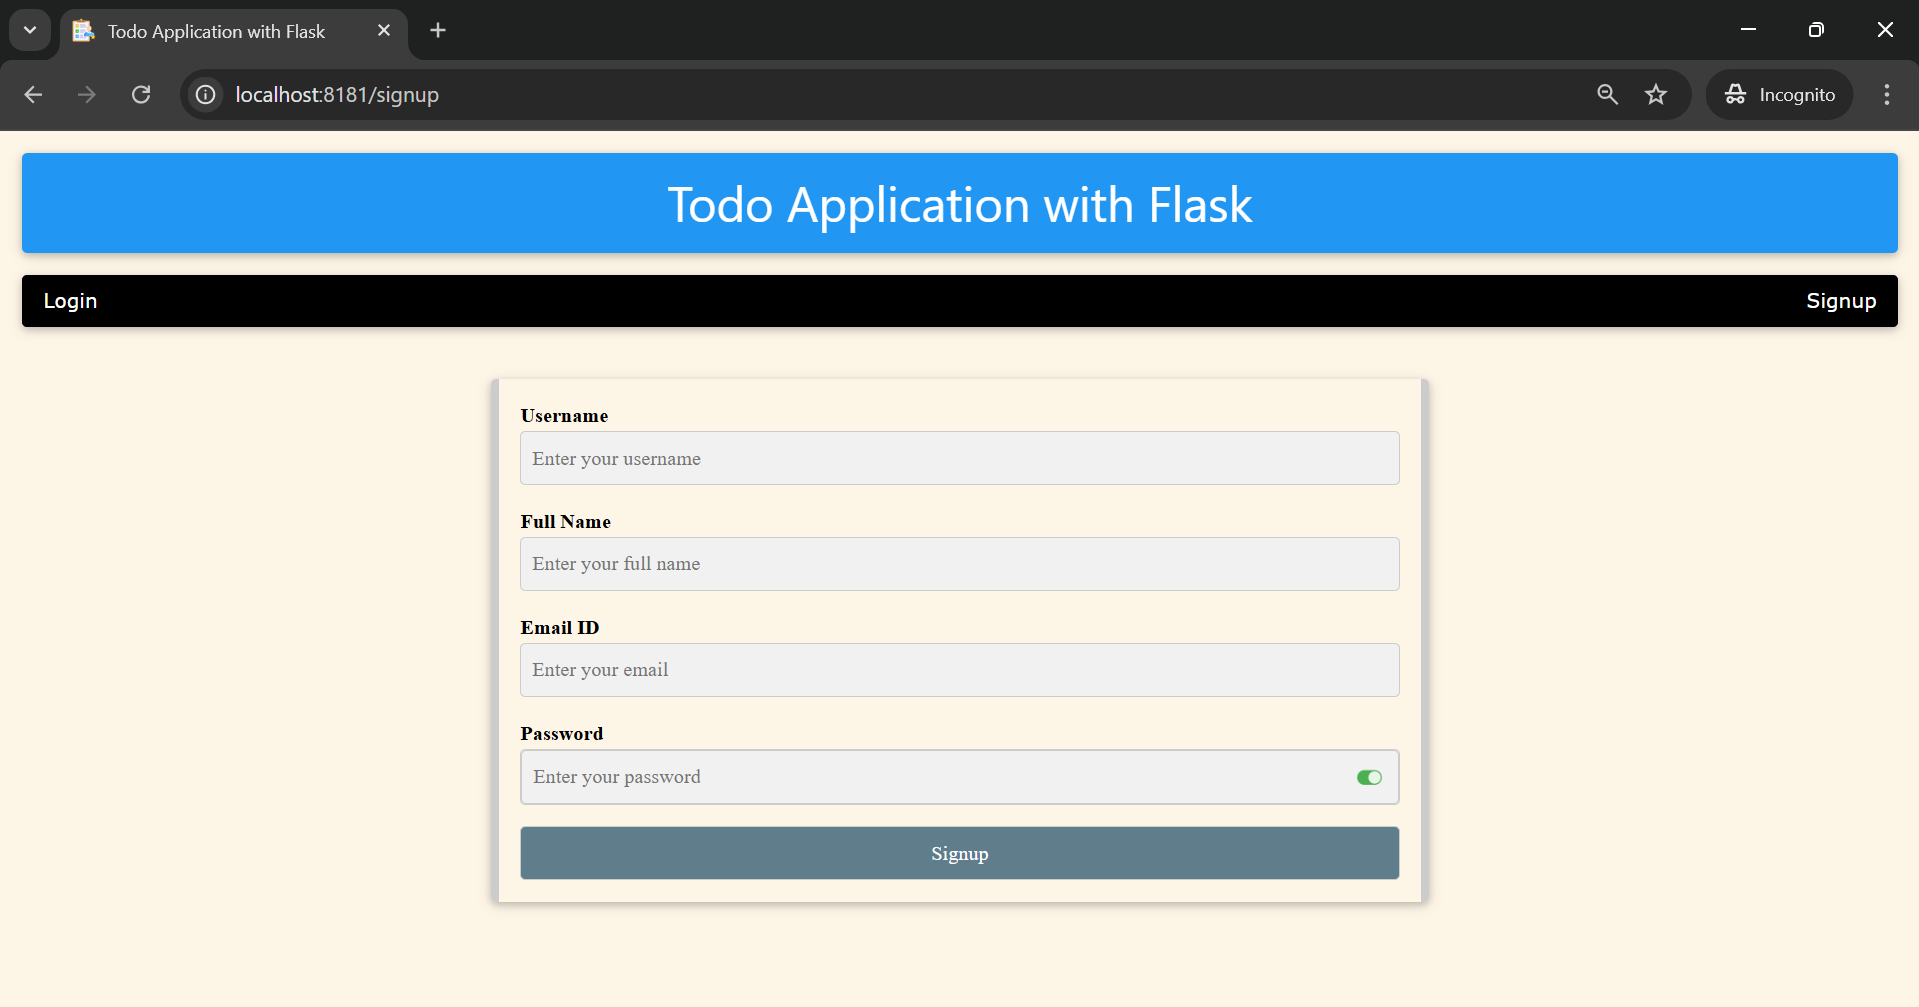 Todo Application with Flask
localhost:8181/signup
Incognito
Todo Application with Flask
Login
Signup
Username
Enter your username
Full Name
Enter your full name
Email ID
Enter your email
Password
Enter your password
Signup